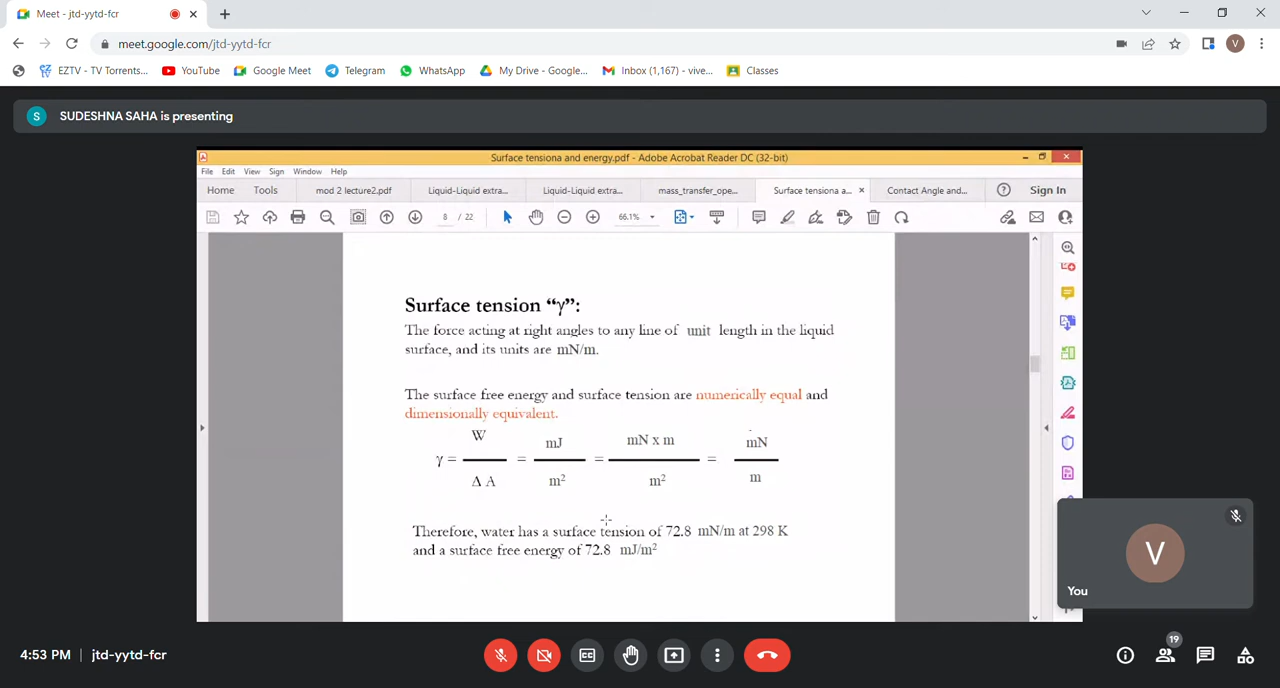 Meet - jtd-yytd-fcr
meet.google.com/jtd-yytd-fcr
V
EZTV - TV Torrents... YouTube Google Meet Telegram WhatsApp My Drive - Google... Inbox (1,167) - vive... Classes
S SUDESHNA SAHA is presenting
Surface tensiona and energy.pdf - Adobe Acrobat Reader DC (32-bit)
File Edit View Sign Window Help
Home Tools mod 2 lecture2.pdf Liquid-Liquid extra... Liquid-Liquid extra... mass_transfer_ope... Surface tensiona a... Contact Angle and... Sign In
8 / 22 66.1%
Surface tension “γ”:
The force acting at right angles to any line of unit length in the liquid
surface, and its units are mN/m.
The surface free energy and surface tension are numerically equal and
dimensionally equivalent.
W mJ mN x m mN
γ = = = =
Δ A m² m² m
Therefore, water has a surface tension of 72.8 mN/m at 298 K
and a surface free energy of 72.8 mJ/m²
V
You
4:53 PM | jtd-yytd-fcr
19